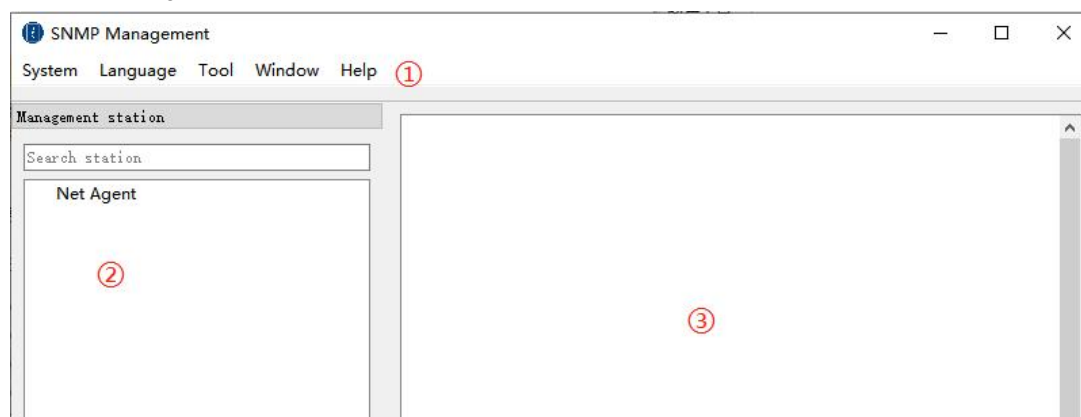 SNMP Management
System Language Tool Window Help ①
Management station
Search station
Net Agent
②
③